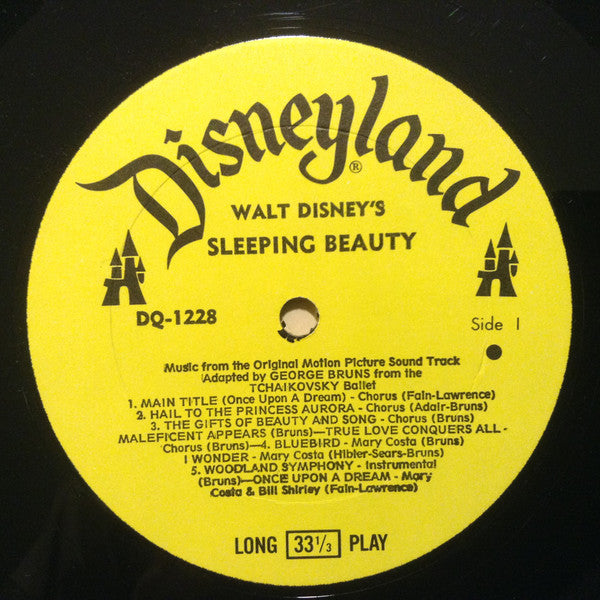 Disneyland
®
WALT DISNEY'S
SLEEPING BEAUTY
DQ-1228
Side 1
Music from the Original Motion Picture Sound Track
Adapted by GEORGE BRUNS from the
TCHAIKOVSKY Ballet
1. MAIN TITLE (Once Upon A Dream) - Chorus (Fain-Lawrence)
2. HAIL TO THE PRINCESS AURORA - Chorus (Adair-Bruns)
3. THE GIFTS OF BEAUTY AND SONG - Chorus (Bruns)
MALEFICENT APPEARS (Bruns)—TRUE LOVE CONQUERS ALL -
Chorus (Bruns)—4. BLUEBIRD - Mary Costa (Bruns)
I WONDER - Mary Costa (Hibler-Sears-Bruns)
5. WOODLAND SYMPHONY - Instrumental
(Bruns)—ONCE UPON A DREAM - Mary
Costa & Bill Shirley (Fain-Lawrence)
LONG 33⅓ PLAY